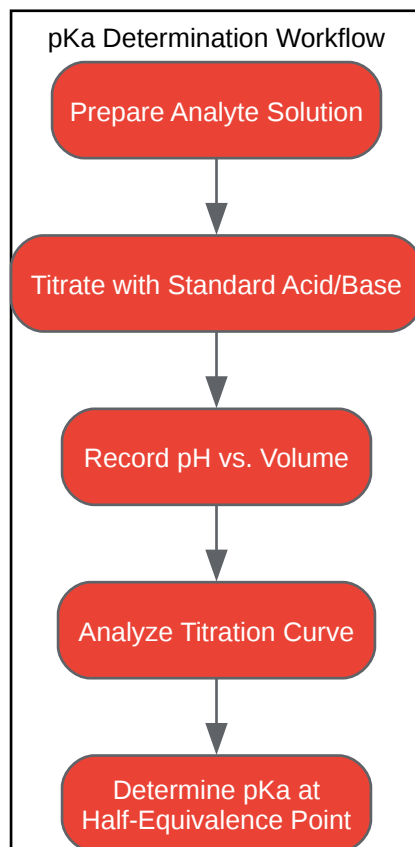 pKa Determination Workflow
Prepare Analyte Solution
Titrate with Standard Acid/Base
Record pH vs. Volume
Analyze Titration Curve
Determine pKa at
Half-Equivalence Point